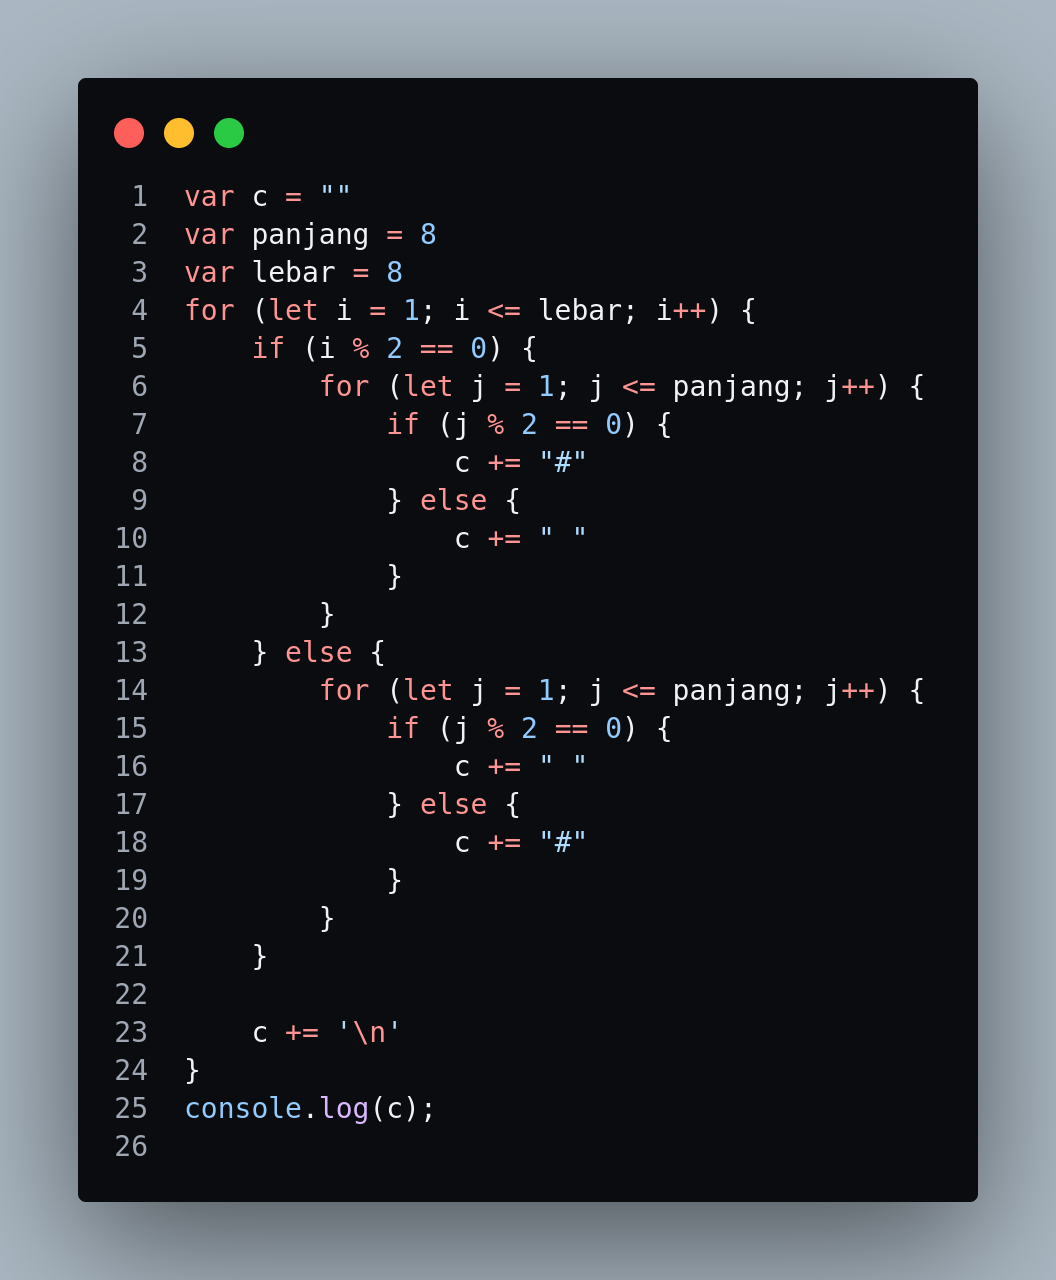 1 var c = ""
2 var panjang = 8
3 var lebar = 8
4 for (let i = 1; i <= lebar; i++) {
5     if (i % 2 == 0) {
6         for (let j = 1; j <= panjang; j++) {
7             if (j % 2 == 0) {
8                 c += "#"
9             } else {
10                 c += " "
11             }
12         }
13     } else {
14         for (let j = 1; j <= panjang; j++) {
15             if (j % 2 == 0) {
16                 c += " "
17             } else {
18                 c += "#"
19             }
20         }
21     }
22
23     c += '\n'
24 }
25 console.log(c);
26